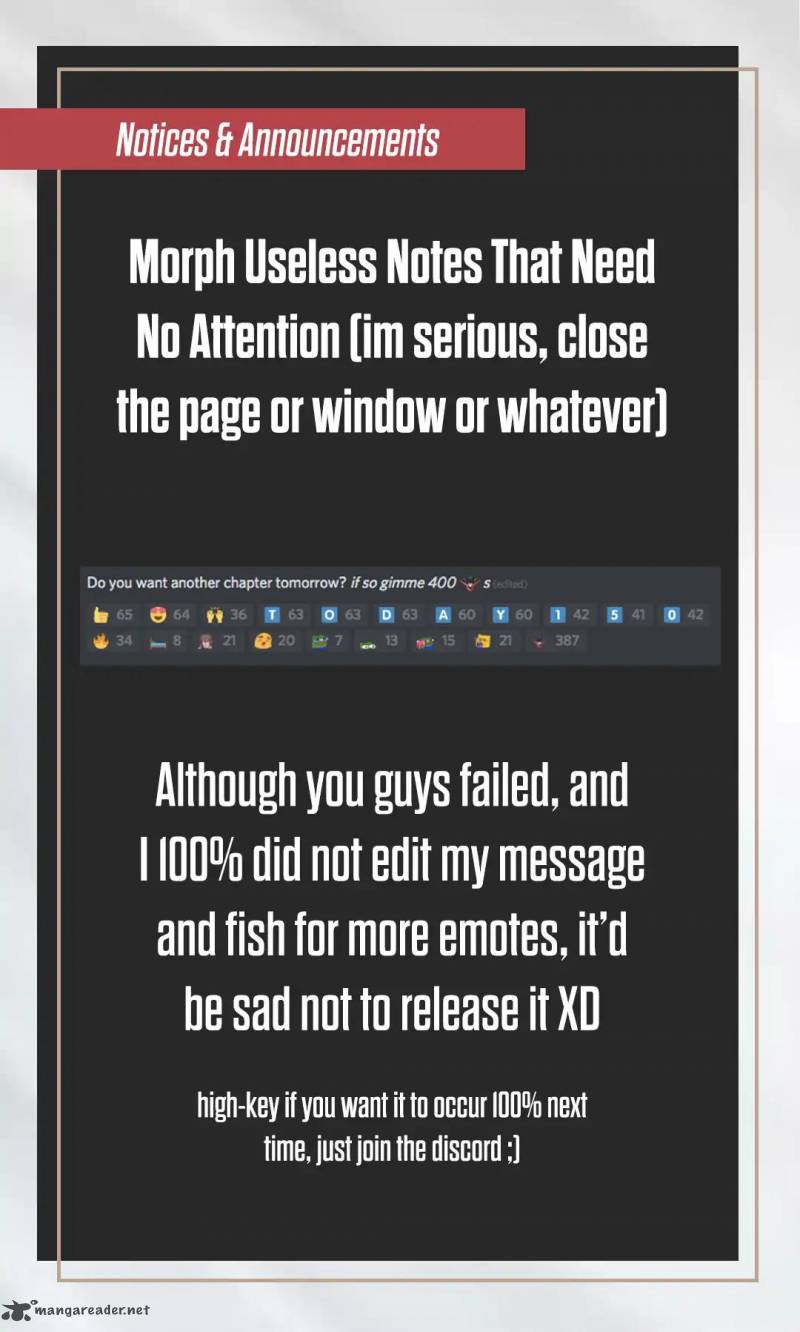 Notices & Announcements
Morph Useless Notes That Need
No Attention (im serious, close
the page or window or whatever)
Do you want another chapter tomorrow? if so gimme 400 s (edited)
65 64 36 T 63 O 63 D 63 A 60 Y 60 1 42 5 41 0 42
34 8 21 20 7 13 15 21 387
Although you guys failed, and
I 100% did not edit my message
and fish for more emotes, it'd
be sad not to release it XD
high-key if you want it to occur 100% next
time, just join the discord ;)
mangareader.net